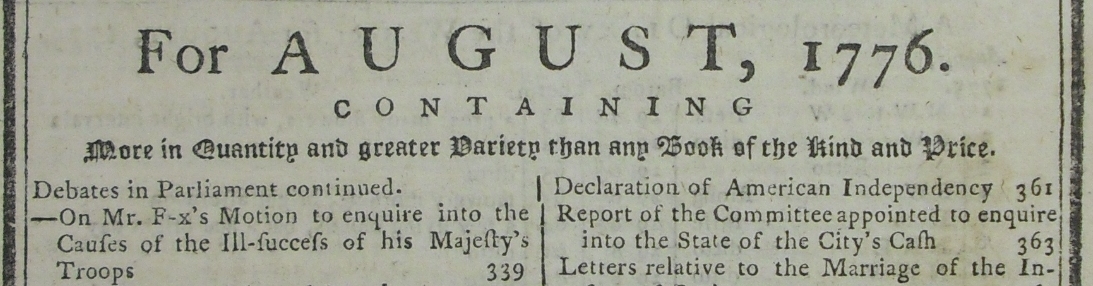 For AUGUST, 1776.
CONTAINING
More in Quantity and greater Variety than any Book of the Kind and Price.
Debates in Parliament continued.
—On Mr. F-x's Motion to enquire into the
Cauſes of the Ill-ſucceſs of his Majeſty's
Troops 339
Declaration of American Independency 361
Report of the Committee appointed to enquire
into the State of the City's Caſh 363
Letters relative to the Marriage of the In-